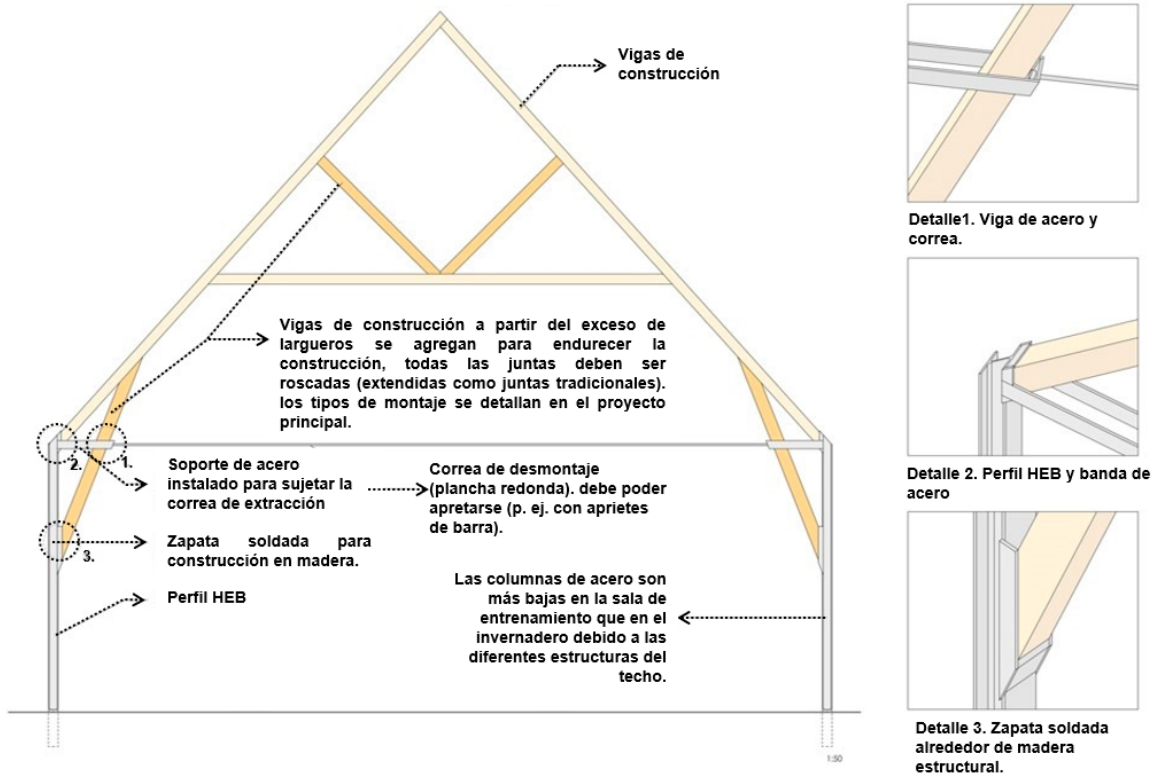 Vigas de
construcción
Vigas de construcción a partir del exceso de
largueros se agregan para endurecer la
construcción, todas las juntas deben ser
roscadas (extendidas como juntas tradicionales).
los tipos de montaje se detallan en el proyecto
principal.
2.
1.
Soporte de acero
instalado para sujetar la
correa de extracción
Correa de desmontaje
(plancha redonda). debe poder
apretarse (p. ej. con aprietes
de barra).
3.
Zapata soldada para
construcción en madera.
Perfil HEB
Las columnas de acero son
más bajas en la sala de
entrenamiento que en el
invernadero debido a las
diferentes estructuras del
techo.
1:50
Detalle1. Viga de acero y
correa.
Detalle 2. Perfil HEB y banda de
acero
Detalle 3. Zapata soldada
alrededor de madera
estructural.